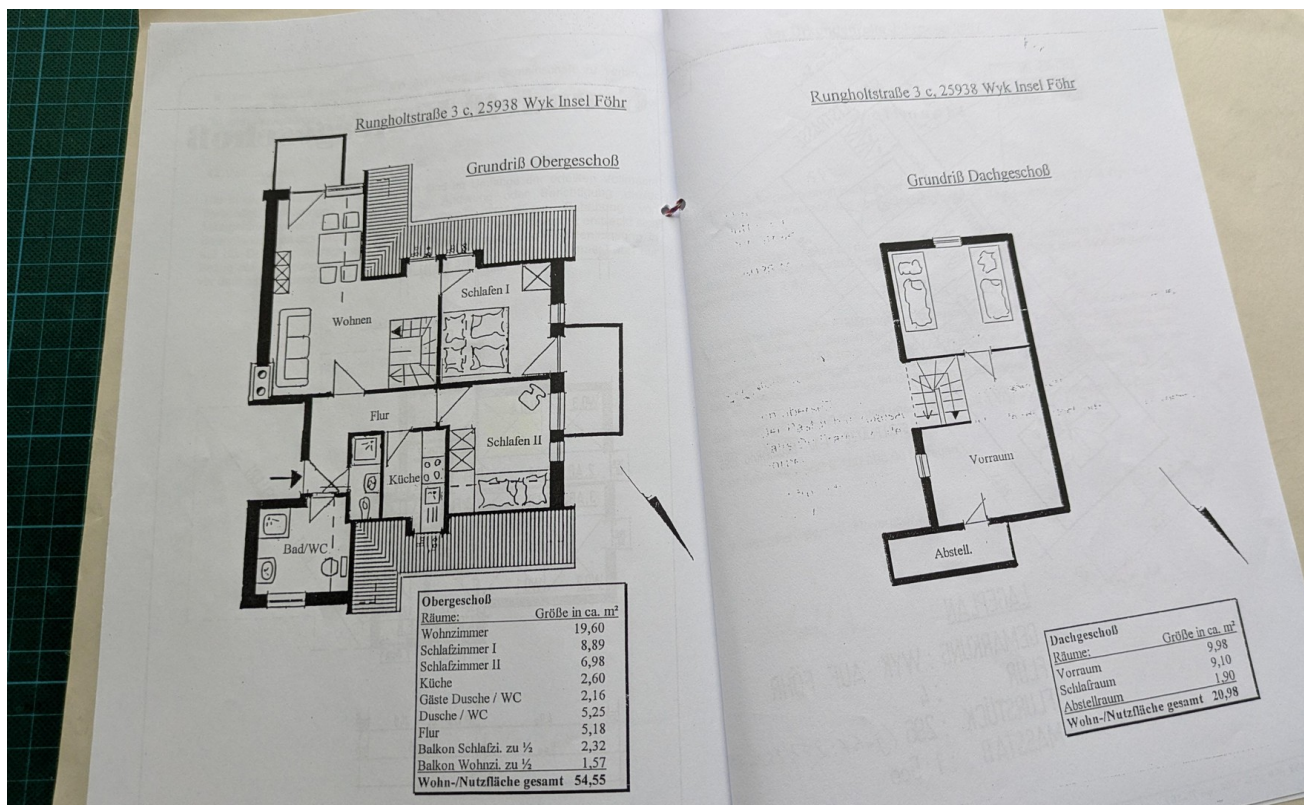 Rungholtstraße 3 c, 25938 Wyk Insel Föhr
Grundriß Obergeschoß
Schlafen I
Wohnen
Flur
Schlafen II
Küche
Bad/WC
Obergeschoß
Räume: Größe in ca. m²
Wohnzimmer 19,60
Schlafzimmer I 8,89
Schlafzimmer II 6,98
Küche 2,60
Gäste Dusche / WC 2,16
Dusche / WC 5,25
Flur 5,18
Balkon Schlafzi. zu ½ 2,32
Balkon Wohnzi. zu ½ 1,57
Wohn-/Nutzfläche gesamt 54,55
Rungholtstraße 3 c, 25938 Wyk Insel Föhr
Grundriß Dachgeschoß
Vorraum
Abstell.
Dachgeschoß
Räume: Größe in ca. m²
Vorraum 9,98
Schlafraum 9,10
Abstellraum 1,90
Wohn-/Nutzfläche gesamt 20,98